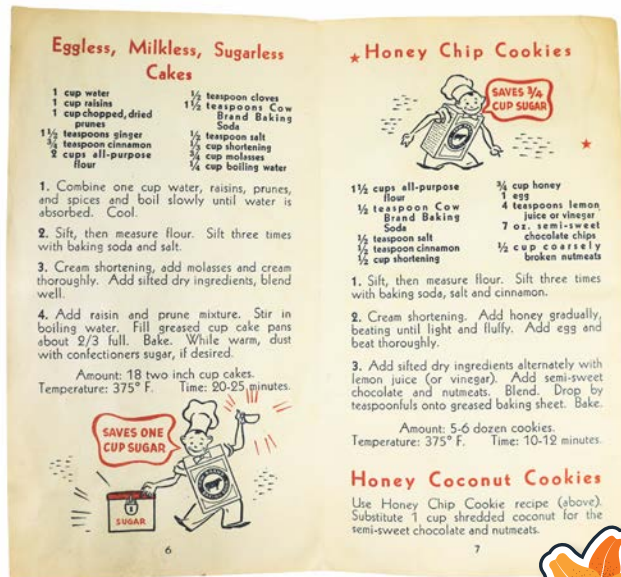 Eggless, Milkless, Sugarless
Cakes
1 cup water
1 cup raisins
1 cup chopped, dried
prunes
1½ teaspoons ginger
¾ teaspoon cinnamon
2 cups all-purpose
flour
½ teaspoon cloves
1½ teaspoons Cow
Brand Baking
Soda
½ teaspoon salt
⅓ cup shortening
¾ cup molasses
¼ cup boiling water
1. Combine one cup water, raisins, prunes,
and spices and boil slowly until water is
absorbed. Cool.
2. Sift, then measure flour. Sift three times
with baking soda and salt.
3. Cream shortening, add molasses and cream
thoroughly. Add sifted dry ingredients, blend
well.
4. Add raisin and prune mixture. Stir in
boiling water. Fill greased cup cake pans
about 2/3 full. Bake. While warm, dust
with confectioners sugar, if desired.
Amount: 18 two inch cup cakes.
Temperature: 375° F. Time: 20-25 minutes.
SAVES ONE
CUP SUGAR
SUGAR
6
Honey Chip Cookies
SAVES ¾
CUP SUGAR
1½ cups all-purpose
flour
½ teaspoon Cow
Brand Baking
Soda
½ teaspoon salt
½ teaspoon cinnamon
½ cup shortening
¾ cup honey
1 egg
4 teaspoons lemon
juice or vinegar
7 oz. semi-sweet
chocolate chips
½ cup coarsely
broken nutmeats
1. Sift, then measure flour. Sift three times
with baking soda, salt and cinnamon.
2. Cream shortening. Add honey gradually,
beating until light and fluffy. Add egg and
beat thoroughly.
3. Add sifted dry ingredients alternately with
lemon juice (or vinegar). Add semi-sweet
chocolate and nutmeats. Blend. Drop by
teaspoonfuls onto greased baking sheet. Bake.
Amount: 5-6 dozen cookies.
Temperature: 375° F. Time: 10-12 minutes.
Honey Coconut Cookies
Use Honey Chip Cookie recipe (above).
Substitute 1 cup shredded coconut for the
semi-sweet chocolate and nutmeats.
7